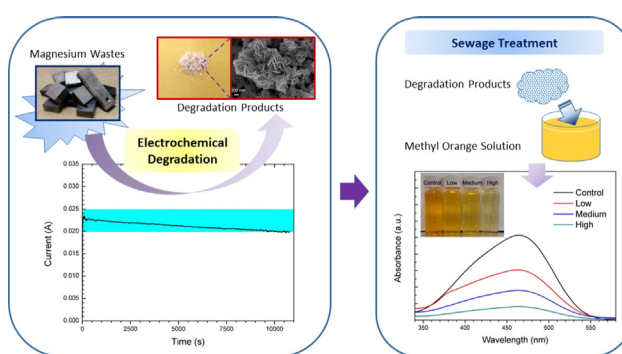 Magnesium Wastes
200 nm
Degradation Products
Electrochemical
Degradation
0.035
0.030
0.025
0.020
0.015
0.010
0.005
0.000
Current (A)
0
5000
10000
Time (s)
Sewage Treatment
Degradation Products
Methyl Orange Solution
Control Low Medium High
Control
Low
Medium
High
Absorbance (a.u.)
350
400
450
500
550
Wavelength (nm)